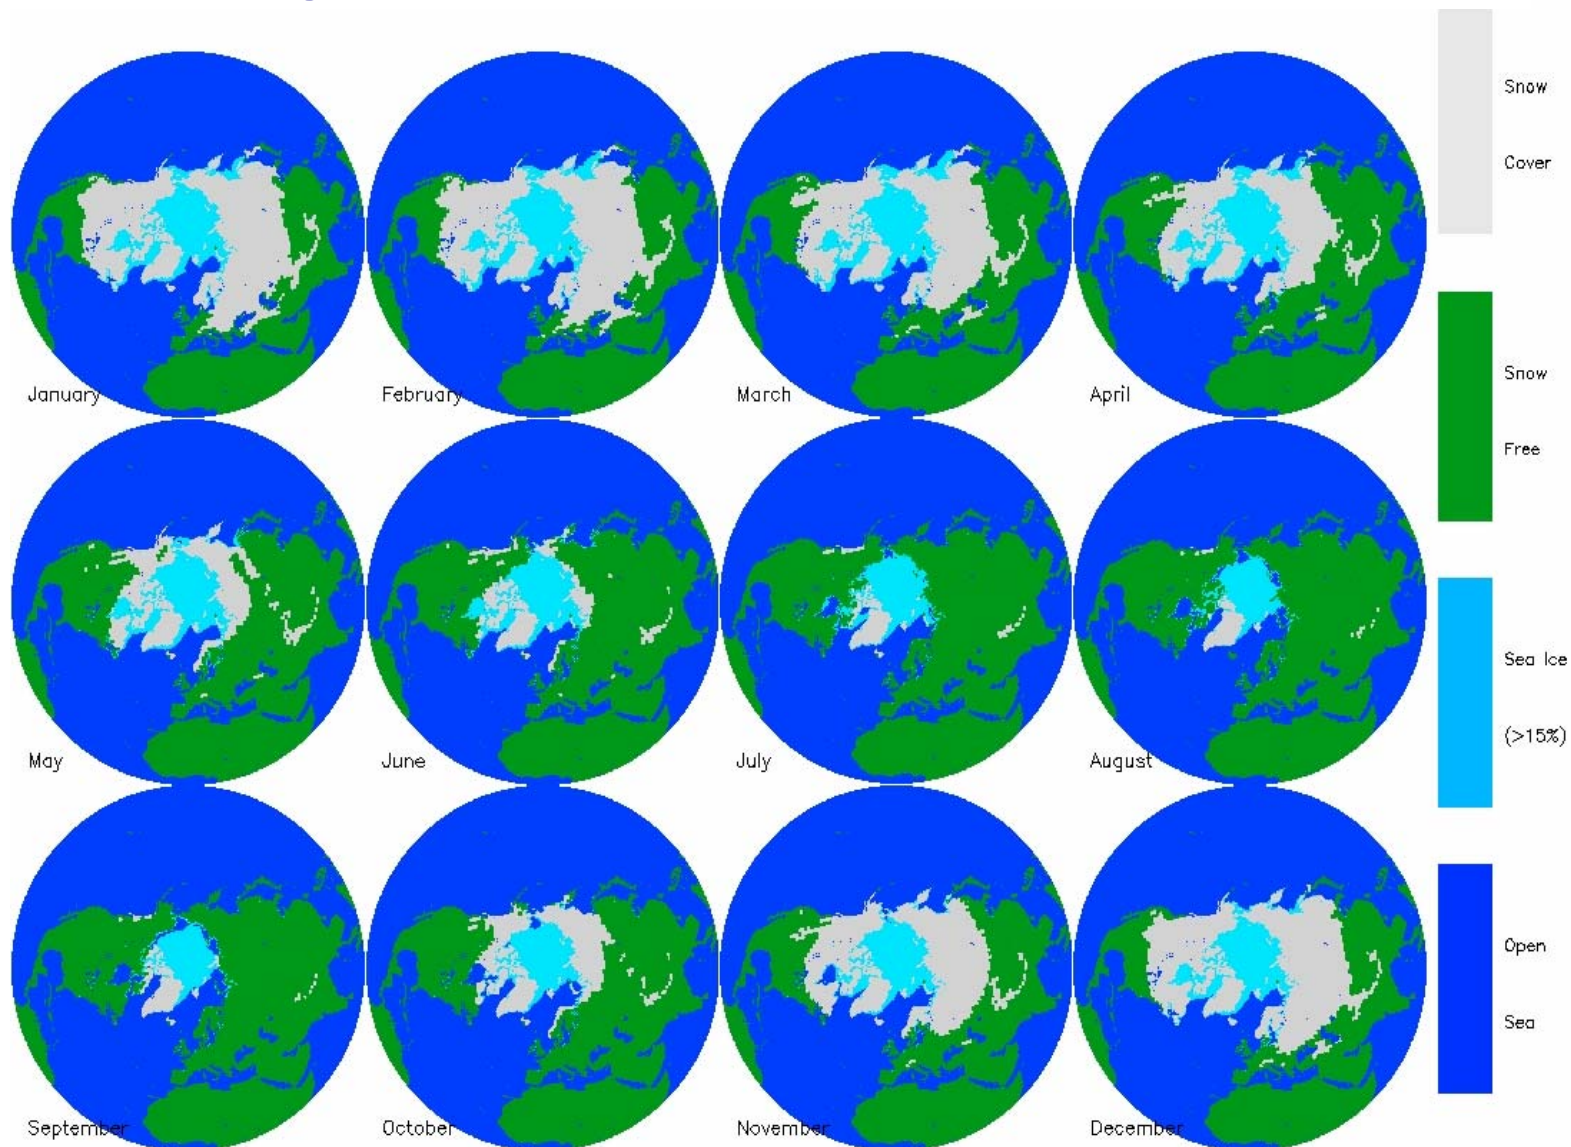 January
February
March
April
May
June
July
August
September
October
November
December
Snow
Cover
Snow
Free
Sea Ice
(>15%)
Open
Sea